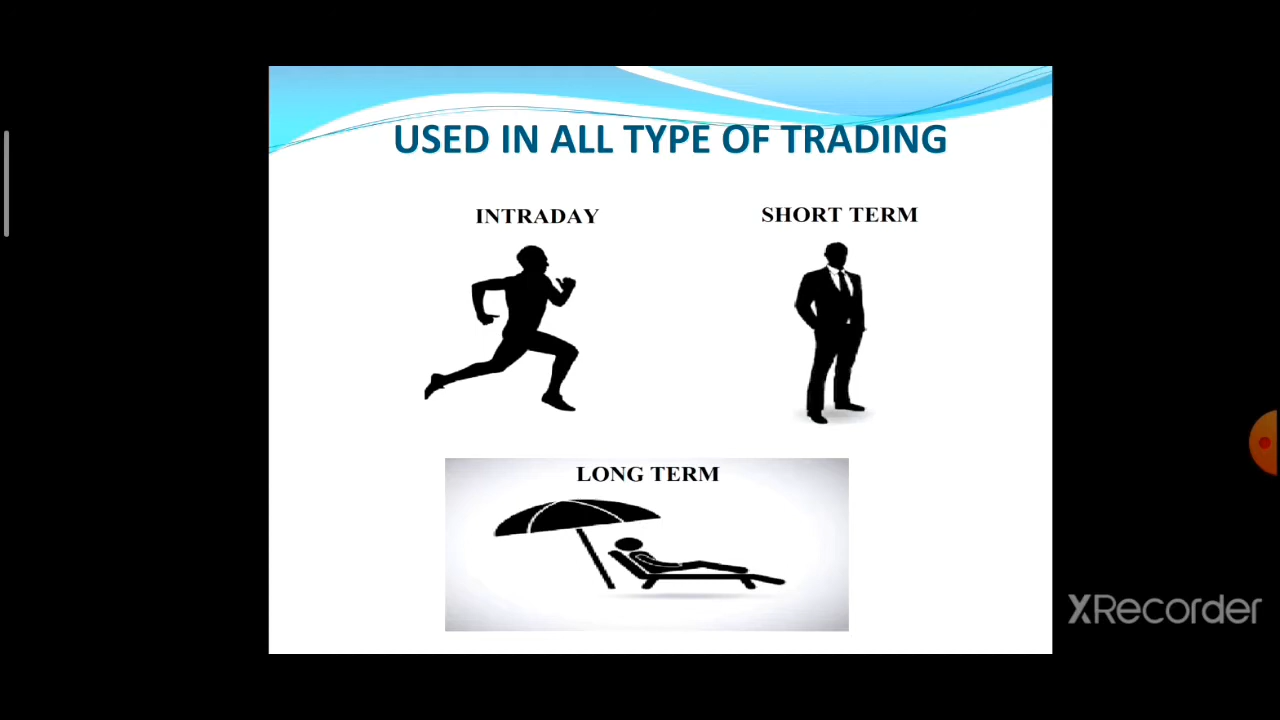 USED IN ALL TYPE OF TRADING
INTRADAY
SHORT TERM
LONG TERM
XRecorder